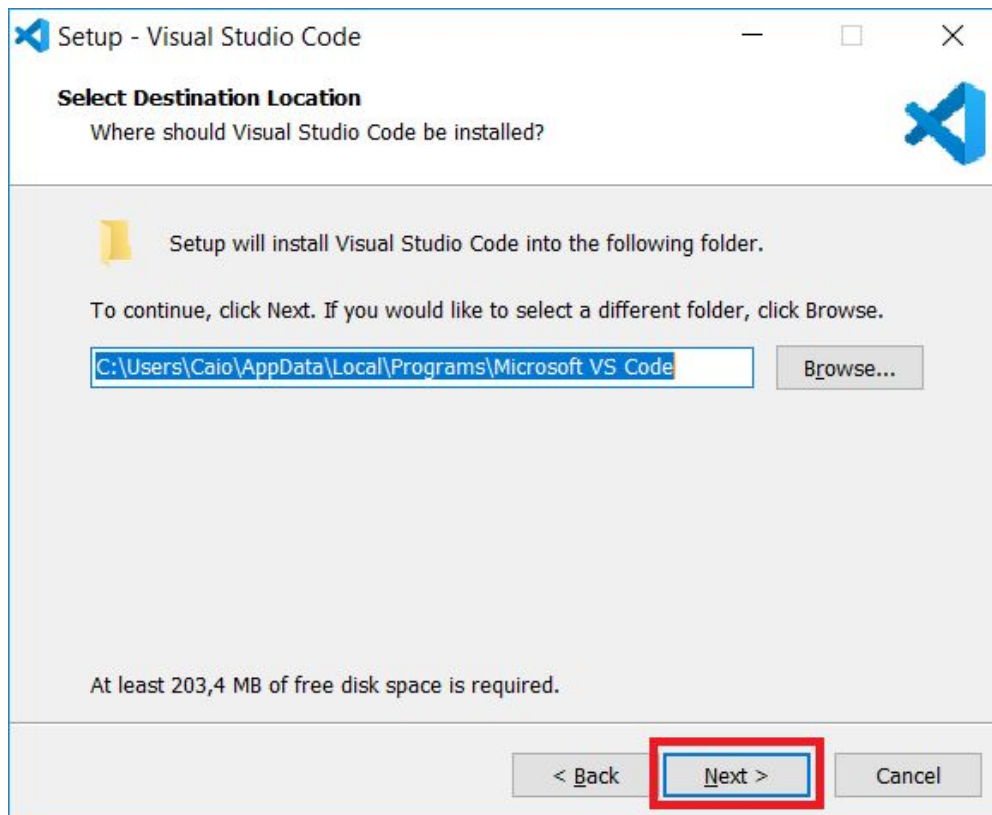 Setup - Visual Studio Code
Select Destination Location
Where should Visual Studio Code be installed?
Setup will install Visual Studio Code into the following folder.
To continue, click Next. If you would like to select a different folder, click Browse.
C:\Users\Caio\AppData\Local\Programs\Microsoft VS Code
Browse...
At least 203,4 MB of free disk space is required.
< Back
Next >
Cancel